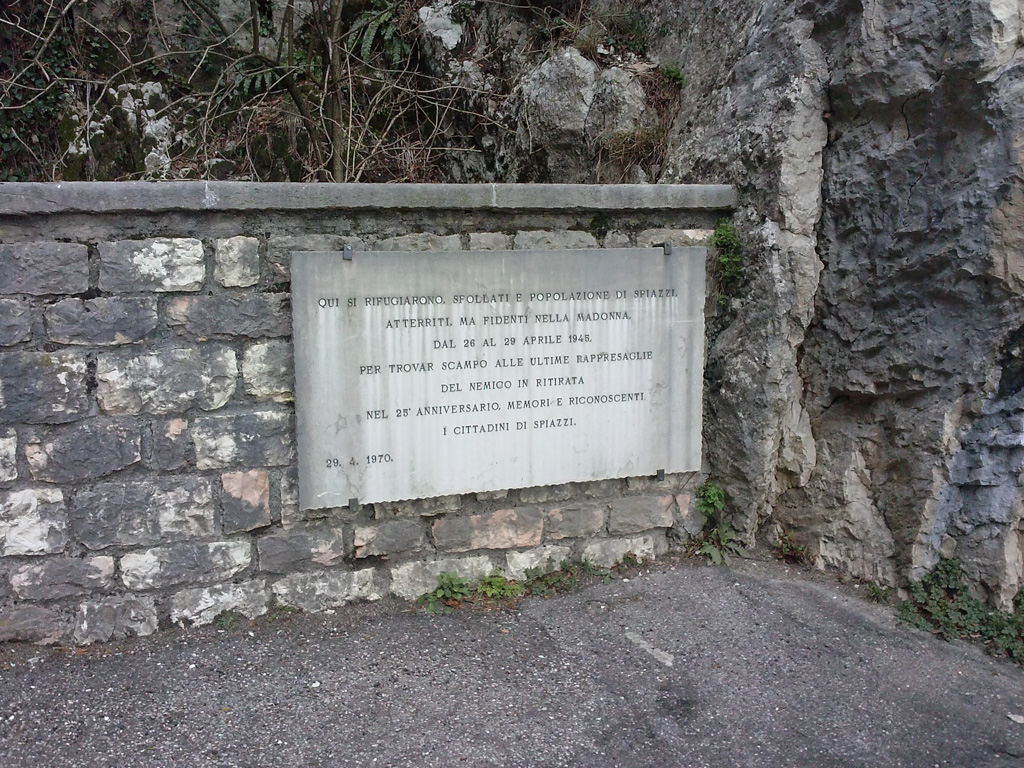 QUI SI RIFUGIARONO, SFOLLATI E POPOLAZIONE DI SPIAZZI,
ATTERRITI, MA FIDENTI NELLA MADONNA,
DAL 26 AL 29 APRILE 1945,
PER TROVAR SCAMPO ALLE ULTIME RAPPRESAGLIE
DEL NEMICO IN RITIRATA
NEL 25° ANNIVERSARIO, MEMORI E RICONOSCENTI
I CITTADINI DI SPIAZZI.
29. 4. 1970.